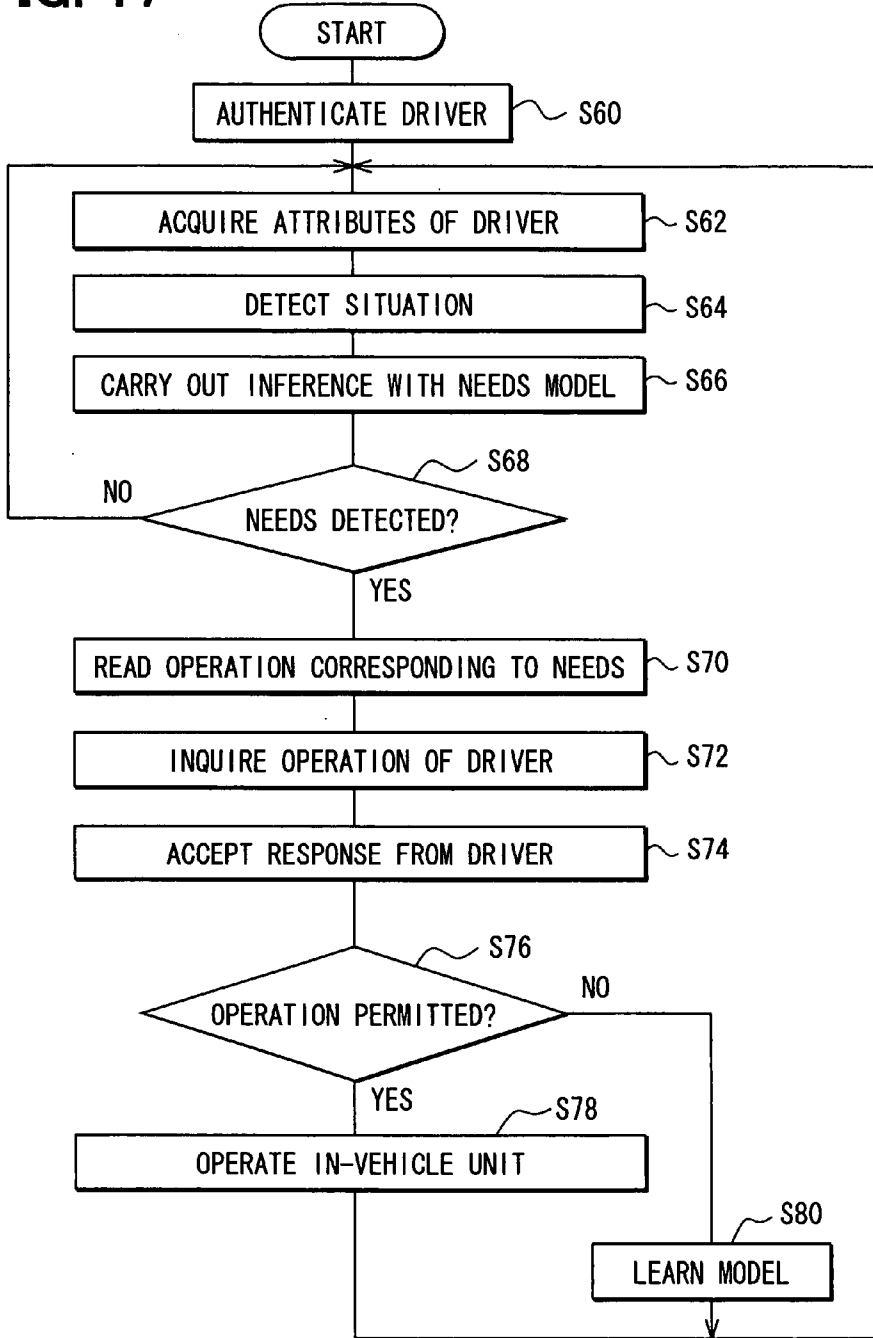 START
AUTHENTICATE DRIVER S60
ACQUIRE ATTRIBUTES OF DRIVER S62
DETECT SITUATION S64
CARRY OUT INFERENCE WITH NEEDS MODEL S66
S68
NO
NEEDS DETECTED?
YES
READ OPERATION CORRESPONDING TO NEEDS S70
INQUIRE OPERATION OF DRIVER S72
ACCEPT RESPONSE FROM DRIVER S74
S76
NO
OPERATION PERMITTED?
YES
S78
OPERATE IN-VEHICLE UNIT
S80
LEARN MODEL